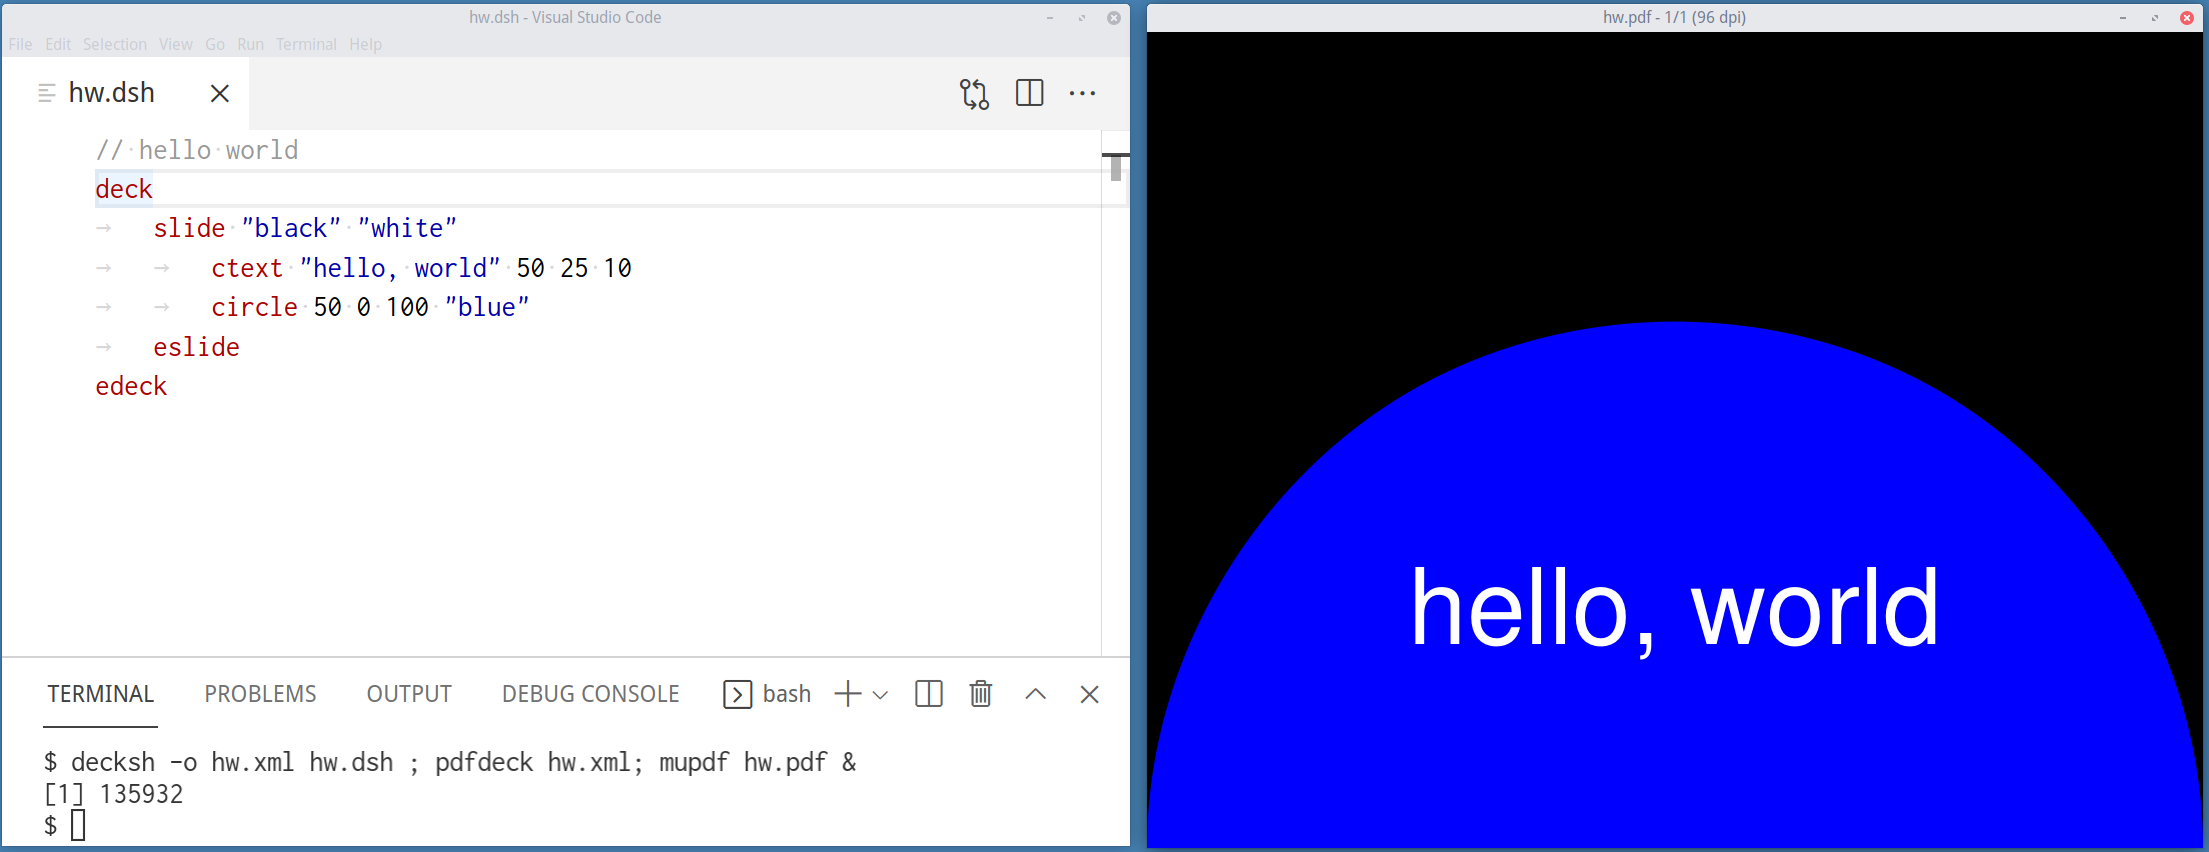 hw.dsh - Visual Studio Code
File Edit Selection View Go Run Terminal Help
hw.dsh
// hello world
deck
slide "black" "white"
ctext "hello, world" 50 25 10
circle 50 0 100 "blue"
eslide
edeck
TERMINAL PROBLEMS OUTPUT DEBUG CONSOLE bash
$ decksh -o hw.xml hw.dsh ; pdfdeck hw.xml; mupdf hw.pdf &
[1] 135932
$
hw.pdf - 1/1 (96 dpi)
hello, world